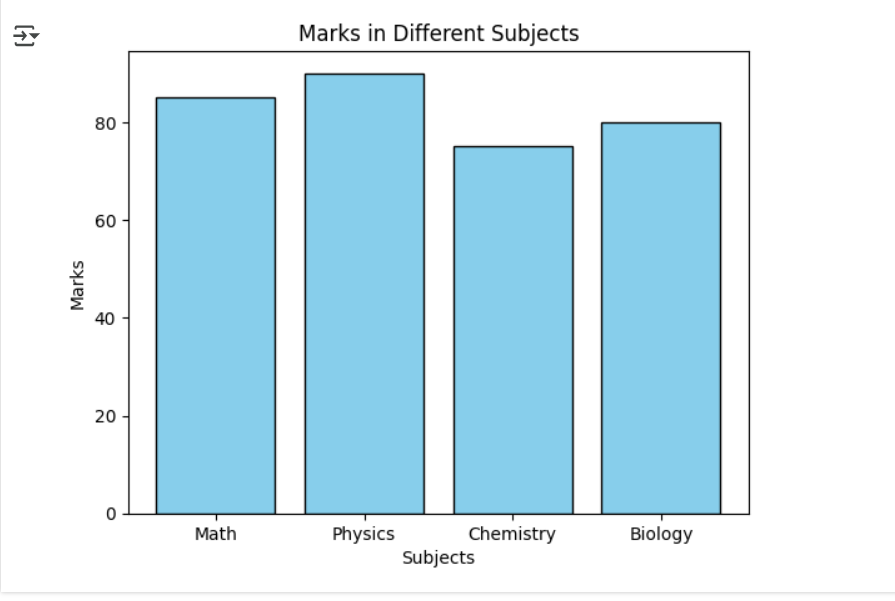 Marks in Different Subjects
80
60
40
20
0
Marks
Math Physics Chemistry Biology
Subjects